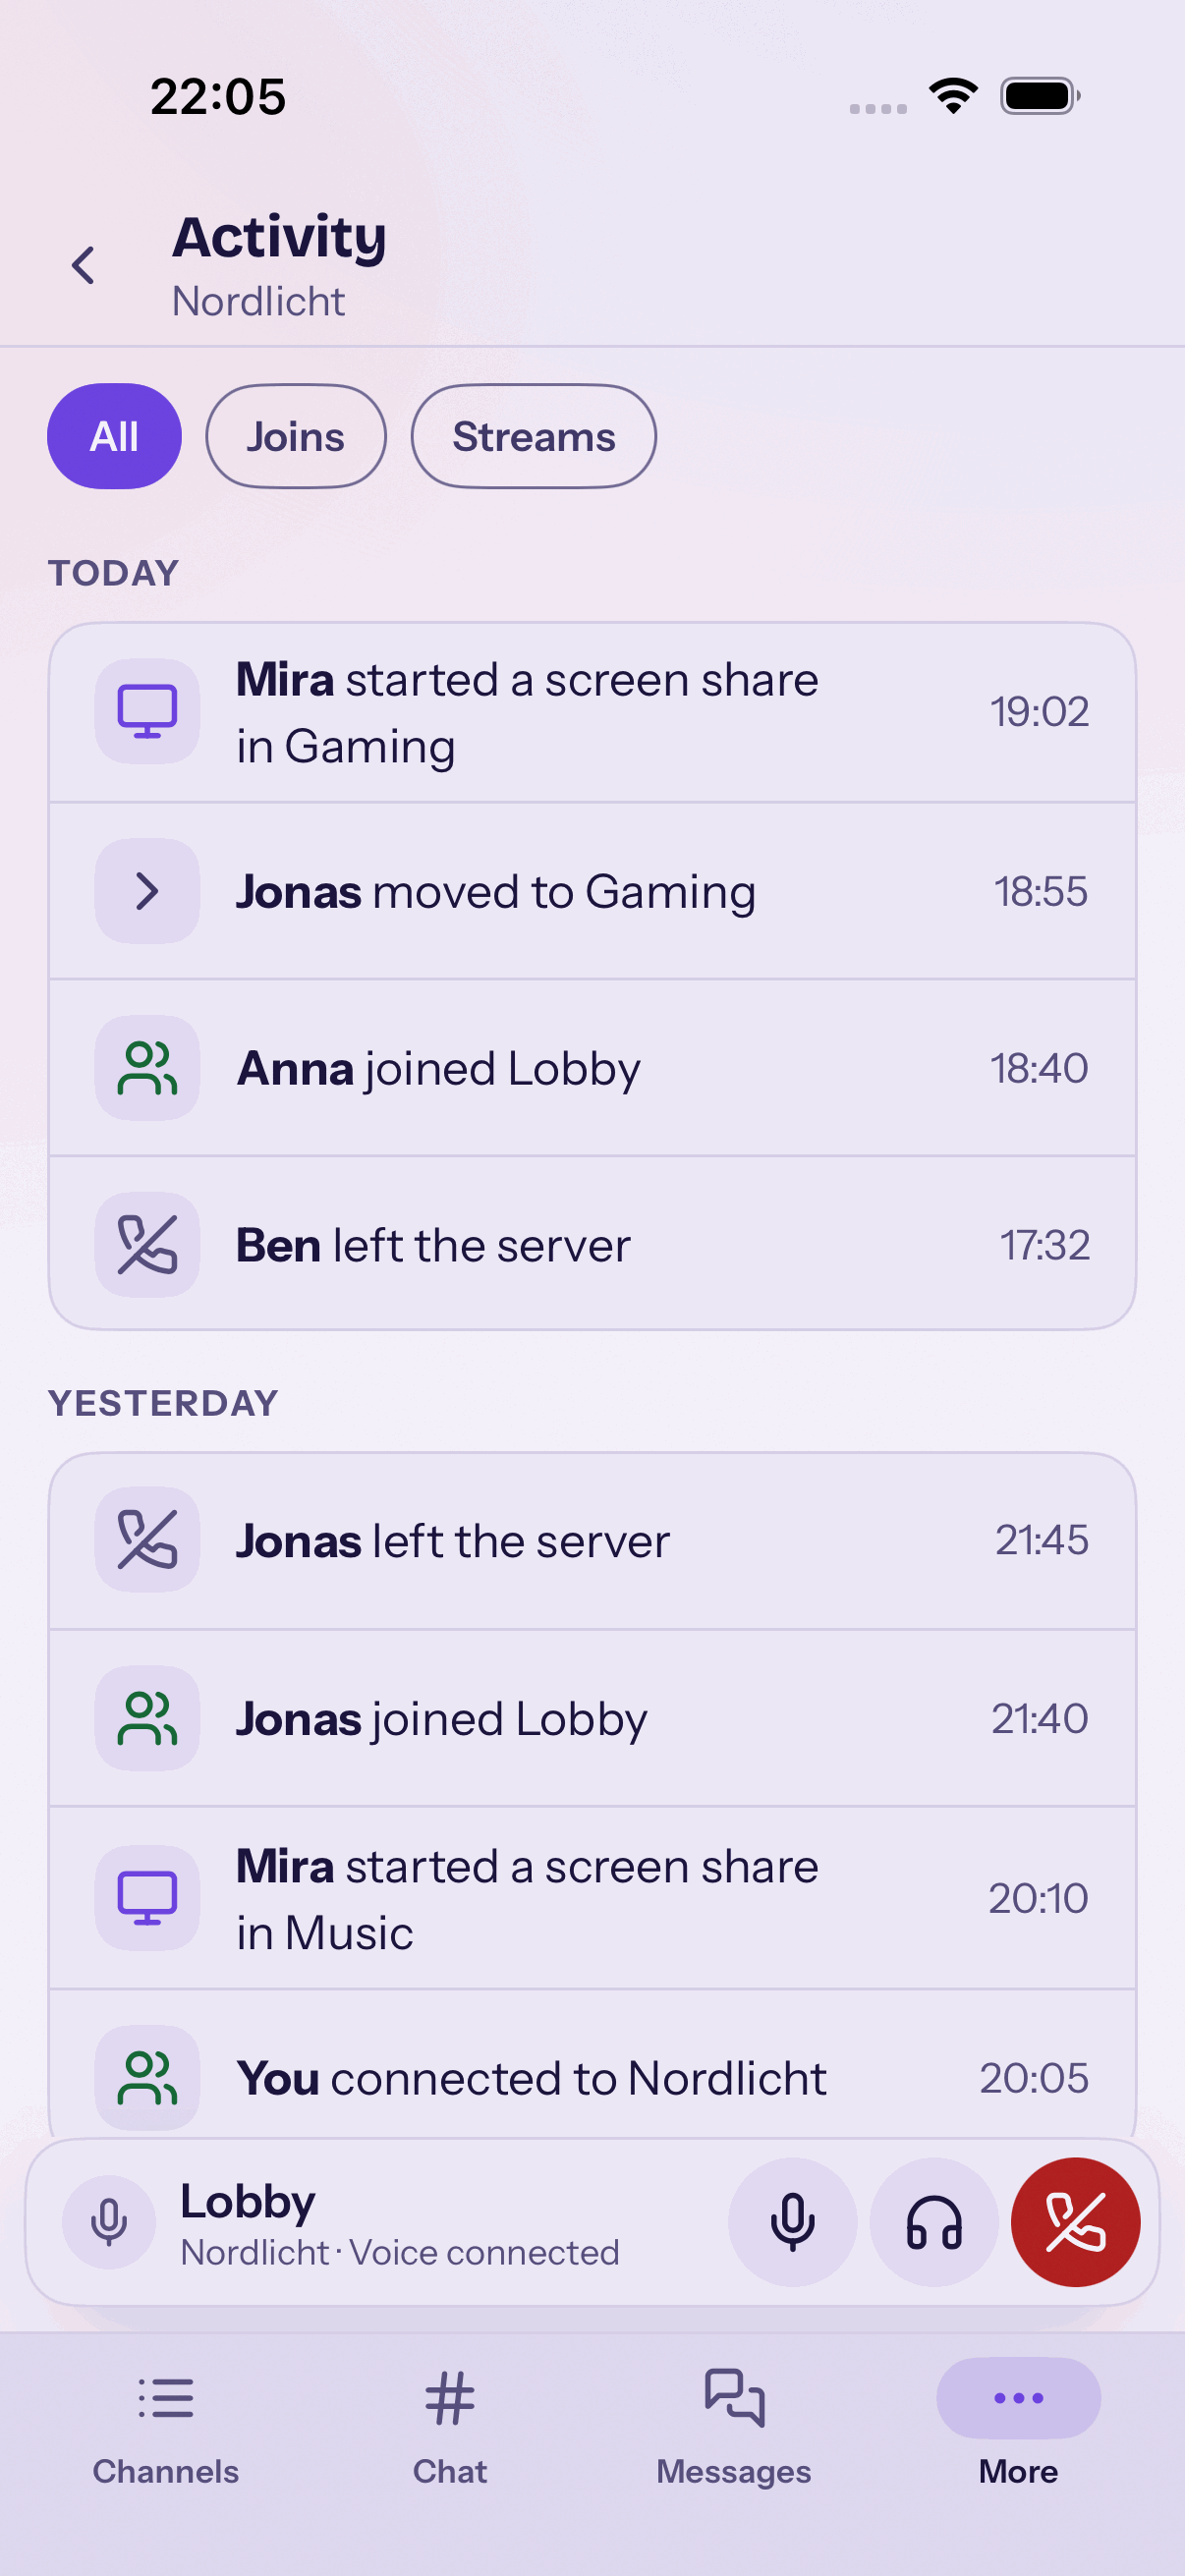 22:05
Activity
Nordlicht
All
Joins
Streams
TODAY
Mira started a screen share
in Gaming
19:02
Jonas moved to Gaming
18:55
Anna joined Lobby
18:40
Ben left the server
17:32
YESTERDAY
Jonas left the server
21:45
Jonas joined Lobby
21:40
Mira started a screen share
in Music
20:10
You connected to Nordlicht
20:05
Lobby
Nordlicht · Voice connected
Channels
Chat
Messages
More